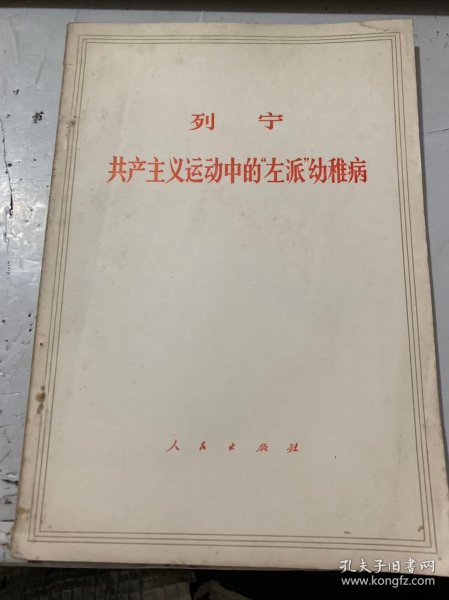 列 宁
共产主义运动中的“左派”幼稚病
人民出版社
孔夫子旧书网
www.kongfz.com